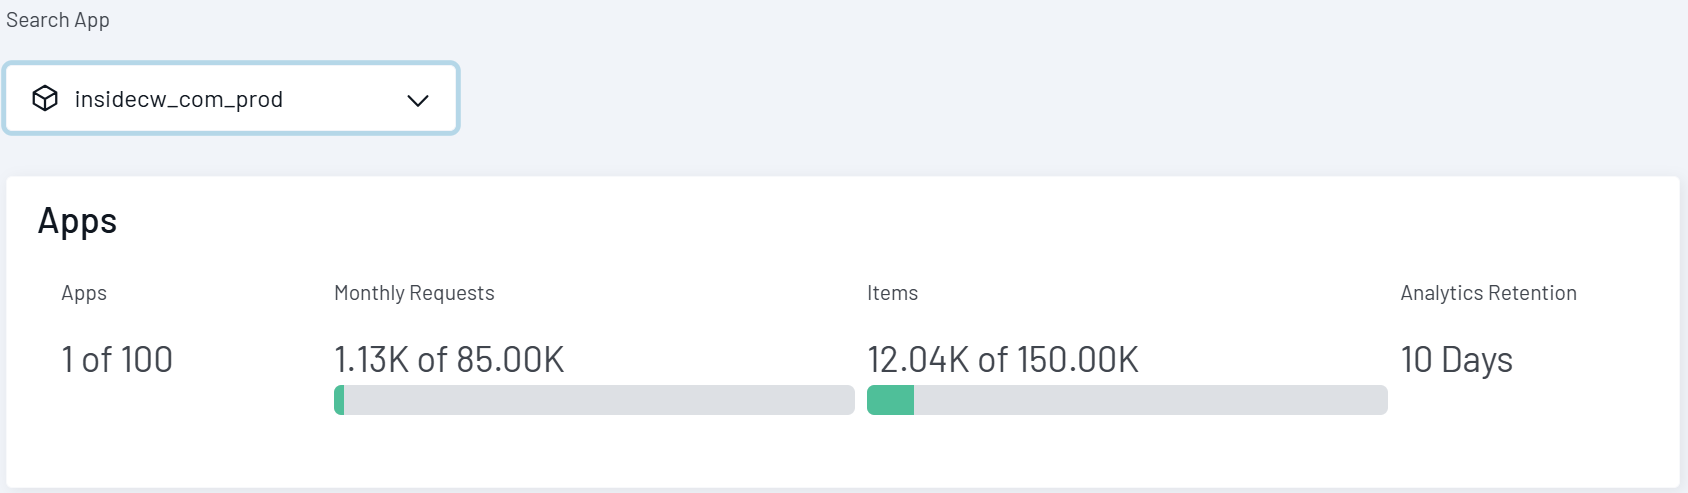 Search App
insidecw_com_prod
Apps
Apps
1 of 100
Monthly Requests
1.13K of 85.00K
Items
12.04K of 150.00K
Analytics Retention
10 Days